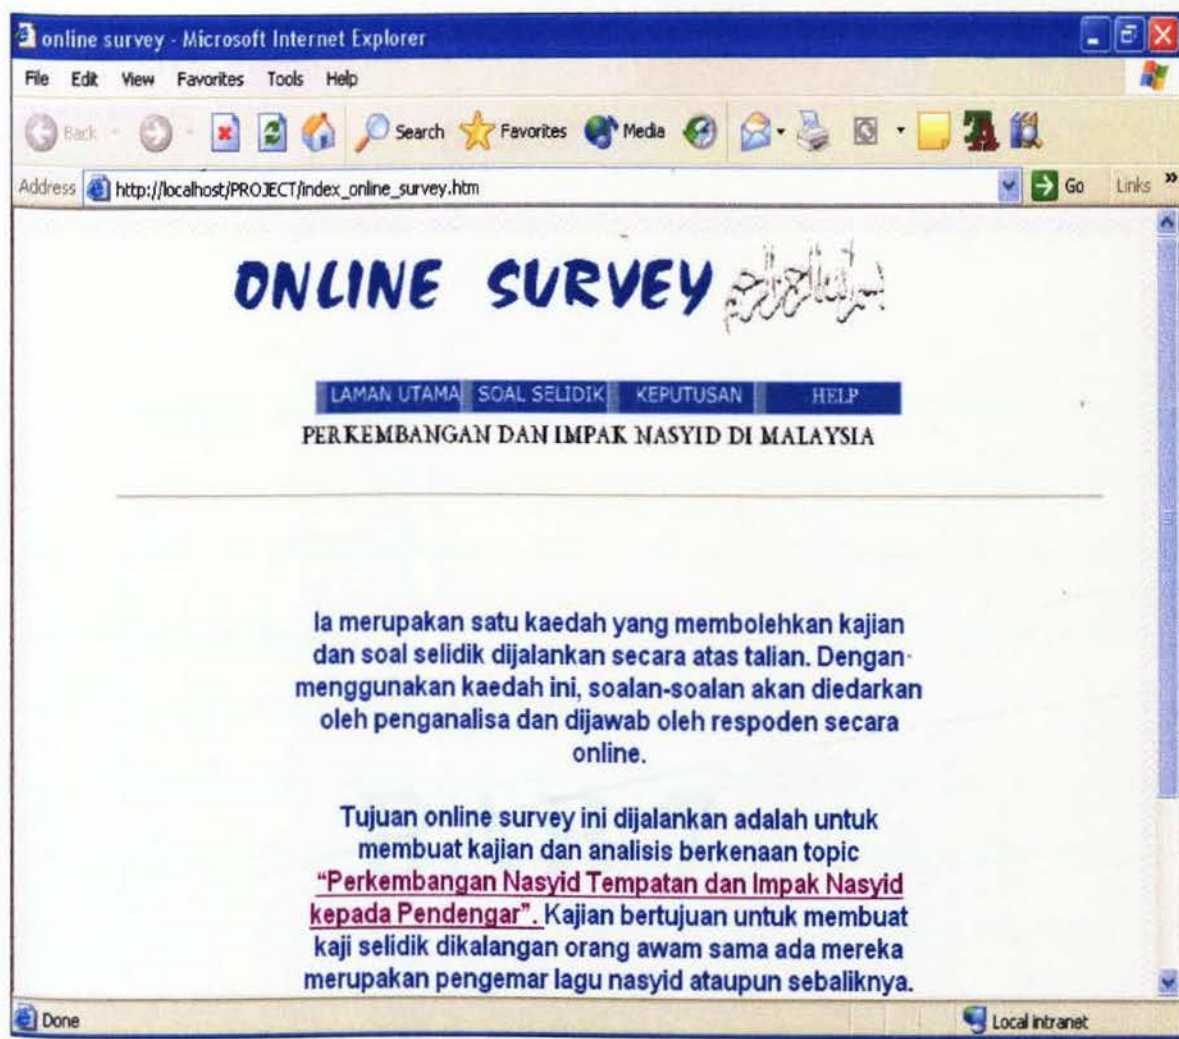 online survey - Microsoft Internet Explorer
File Edit View Favorites Tools Help
Back Search Favorites Media
Address http://localhost/PROJECT/index_online_survey.htm Go Links »
ONLINE SURVEY
LAMAN UTAMA SOAL SELIDIK KEPUTUSAN HELP
PERKEMBANGAN DAN IMPAK NASYID DI MALAYSIA
Ia merupakan satu kaedah yang membolehkan kajian
dan soal selidik dijalankan secara atas talian. Dengan
menggunakan kaedah ini, soalan-soalan akan diedarkan
oleh penganalisa dan dijawab oleh respoden secara
online.
Tujuan online survey ini dijalankan adalah untuk
membuat kajian dan analisis berkenaan topic
“Perkembangan Nasyid Tempatan dan Impak Nasyid
kepada Pendengar”. Kajian bertujuan untuk membuat
kaji selidik dikalangan orang awam sama ada mereka
merupakan pengemar lagu nasyid ataupun sebaliknya.
Done Local intranet